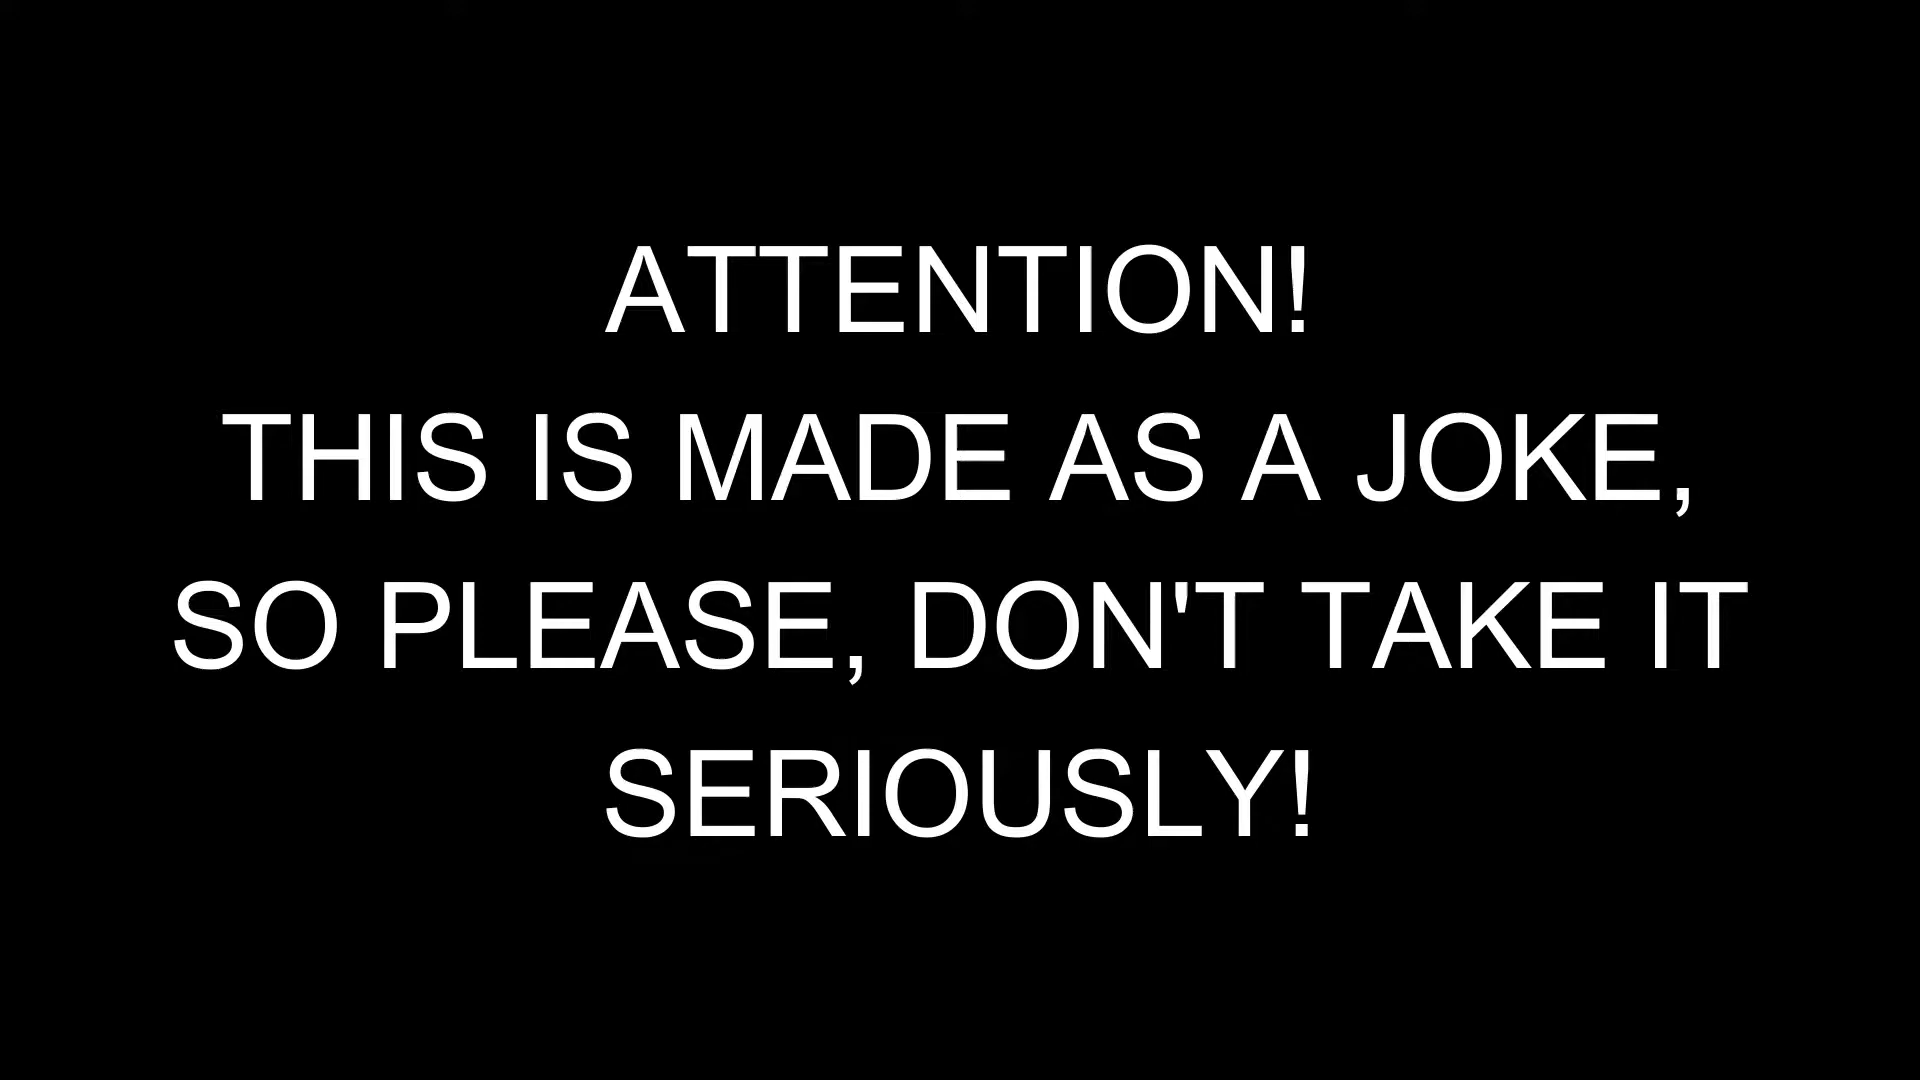 ATTENTION!
THIS IS MADE AS A JOKE,
SO PLEASE, DON'T TAKE IT
SERIOUSLY!